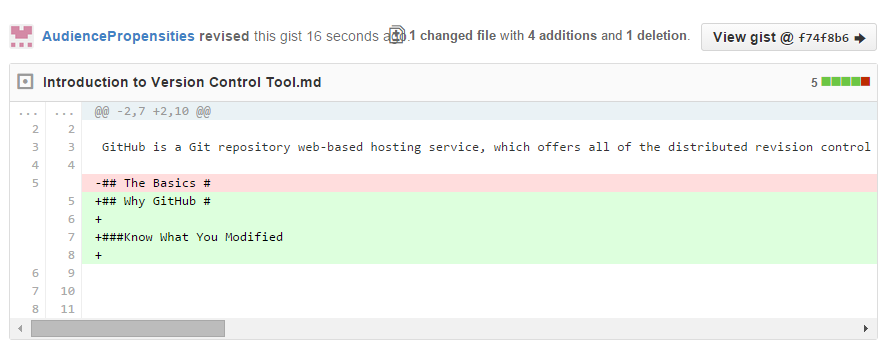 AudiencePropensities revised this gist 16 seconds ago. 1 changed file with 4 additions and 1 deletion. View gist @ f74f8b6
Introduction to Version Control Tool.md 5
... ... @@ -2,7 +2,10 @@
2 2
3 3 GitHub is a Git repository web-based hosting service, which offers all of the distributed revision control
4 4
5 -## The Basics #
5 +## Why GitHub #
6 +
7 +###Know What You Modified
8 +
6 9
7 10
8 11